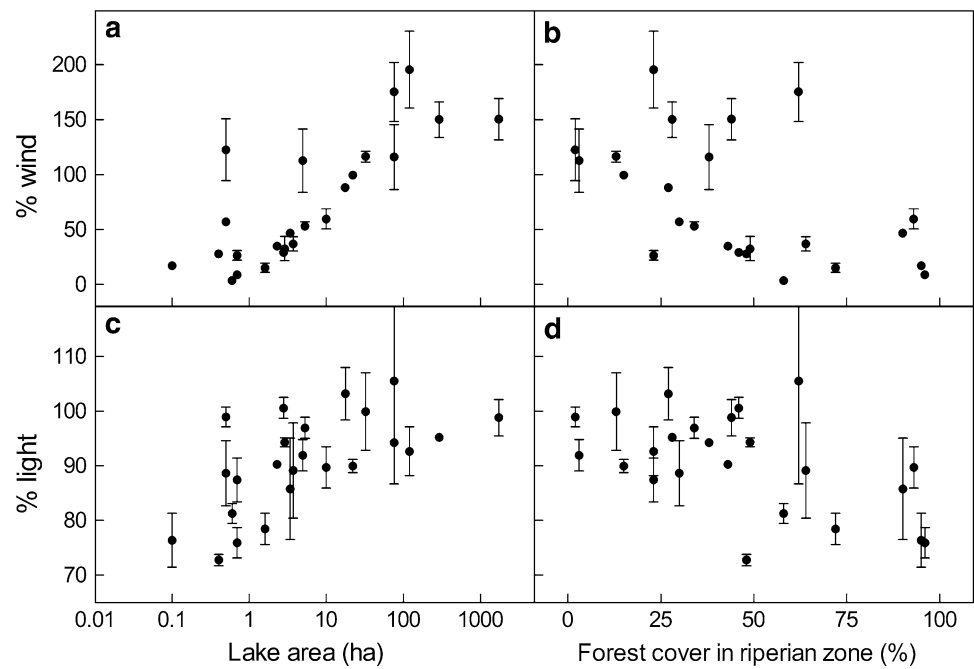 a
b
200
150
100
50
0
% wind
c
d
110
100
90
80
70
% light
0.01 0.1 1 10 100 1000
0 25 50 75 100
Lake area (ha)
Forest cover in riperian zone (%)